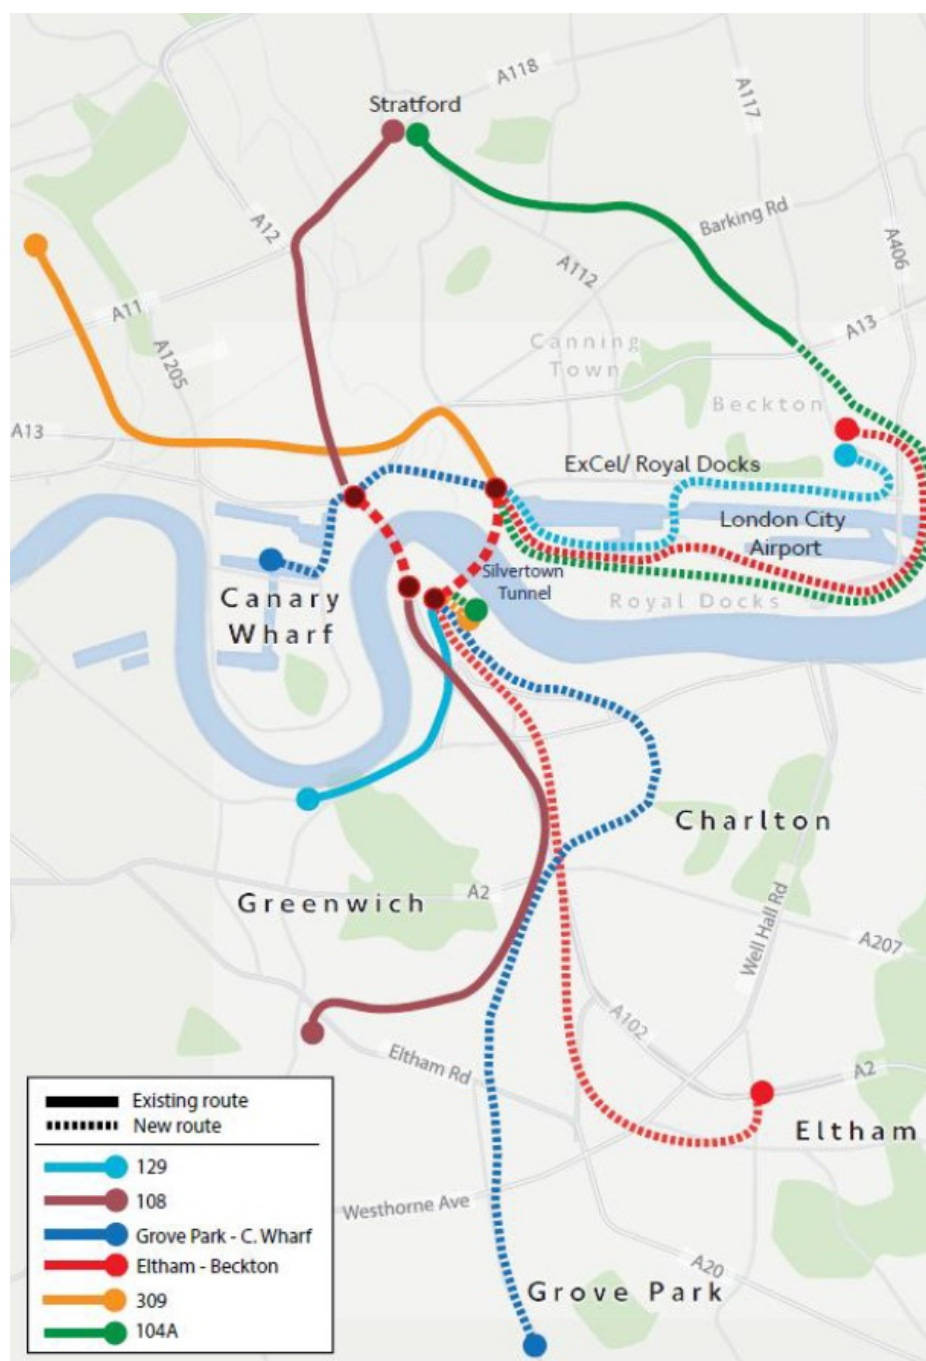 A118
Stratford
A117
Barking Rd
A12
A406
A112
A11
A13
Canning
Town
A1205
Beckton
A13
ExCel/ Royal Docks
London City
Airport
Silvertown
Tunnel
Royal Docks
Canary
Wharf
Charlton
A2
Greenwich
Well Hall Rd
A207
A102
Eltham Rd
A2
Eltham
Westhorne Ave
A20
Grove Park
Existing route
New route
129
108
Grove Park - C. Wharf
Eltham - Beckton
309
104A